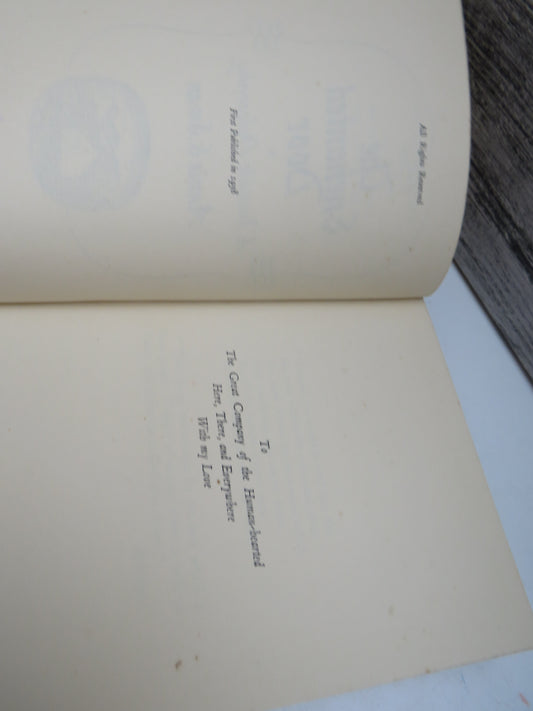 All Rights Reserved
First Published in 1938
To
The Great Company of the Human-hearted
Here, There, and Everywhere
With my Love